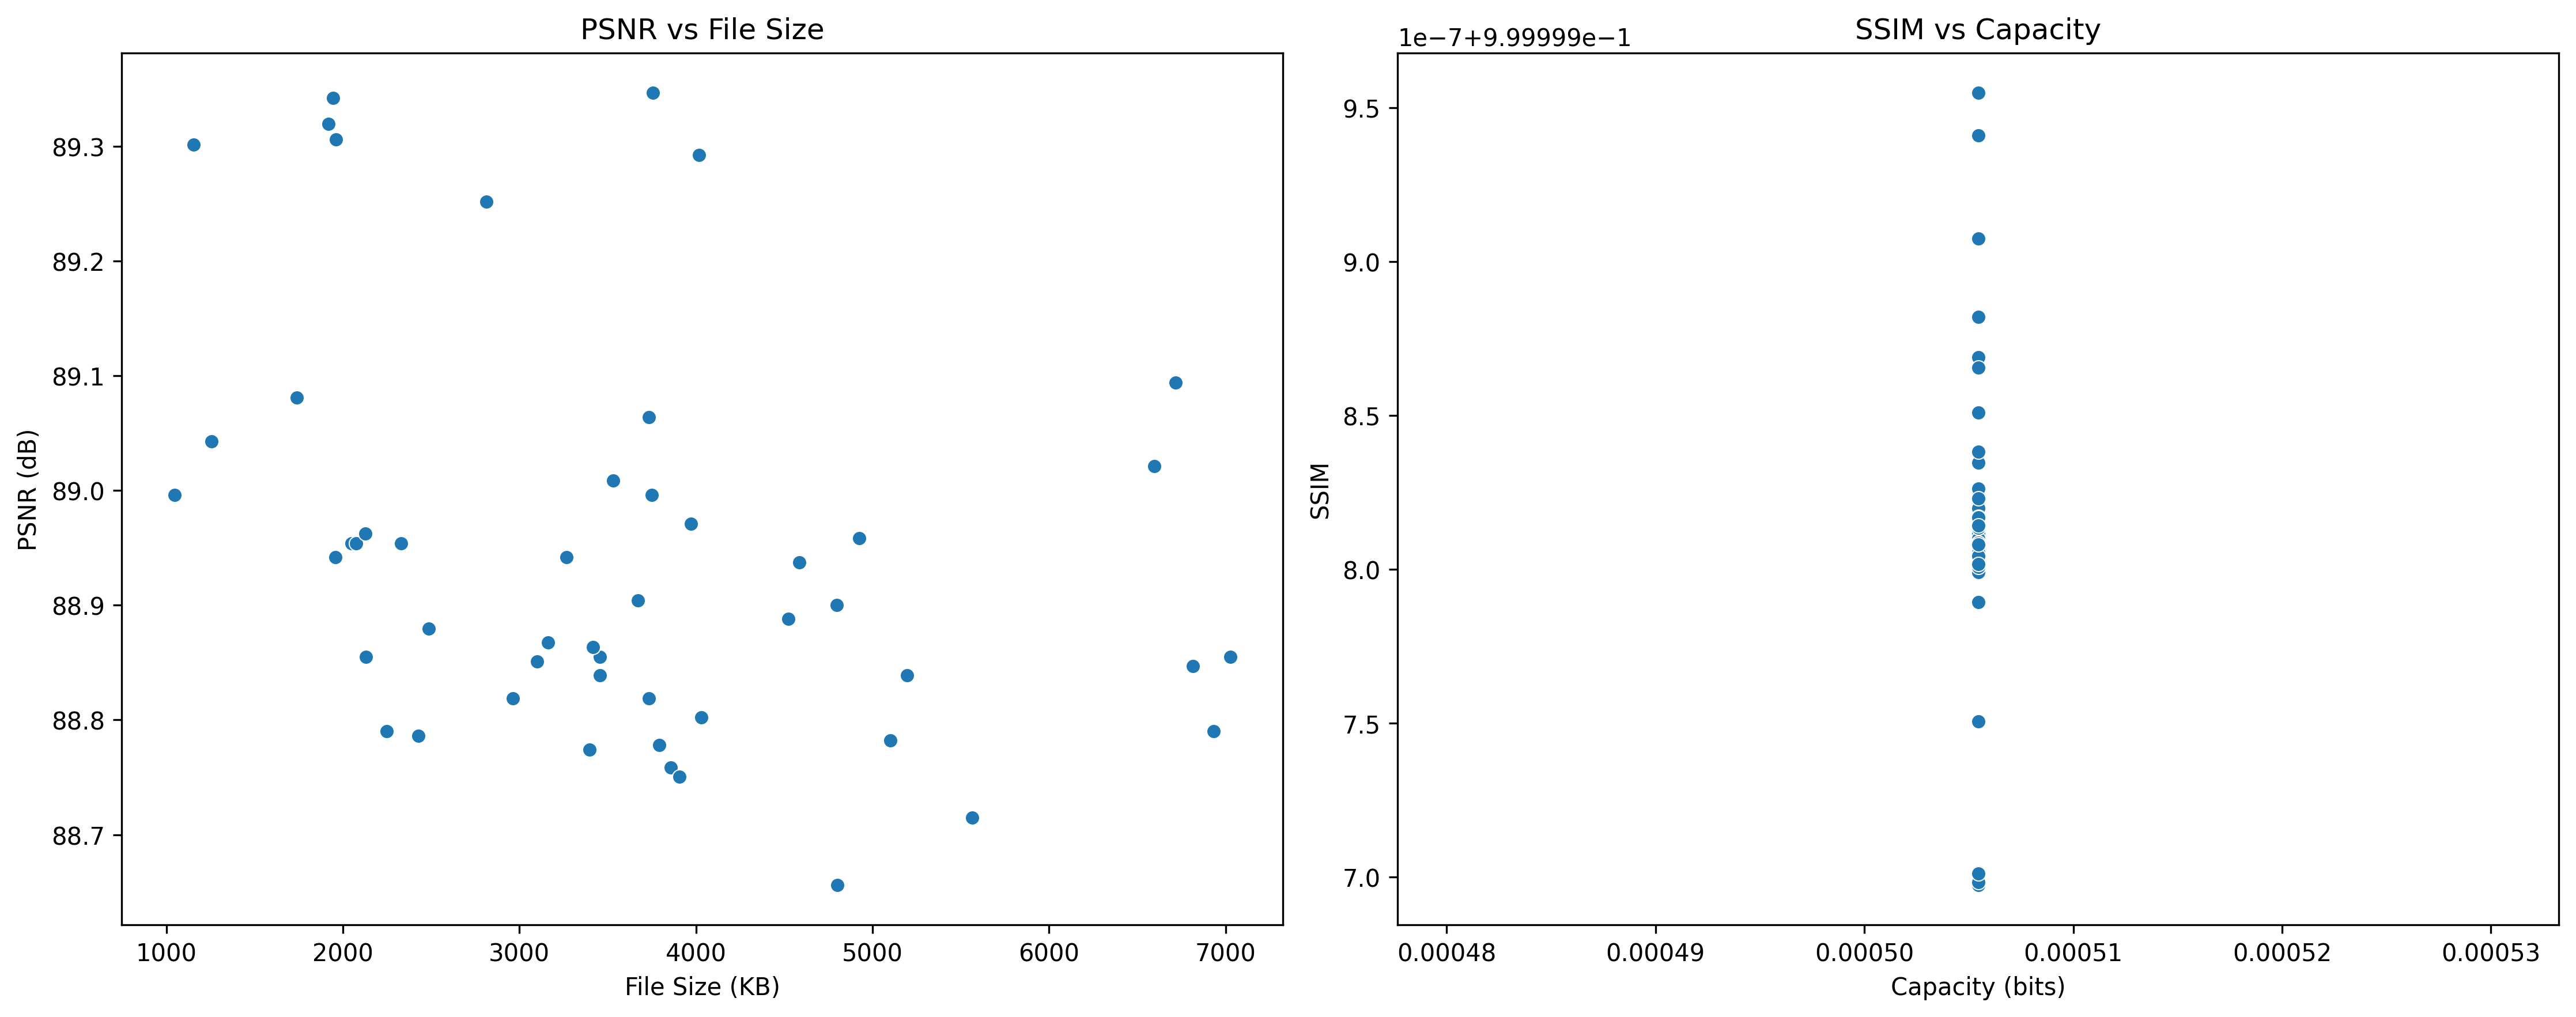 PSNR vs File Size
PSNR (dB)
89.3
89.2
89.1
89.0
88.9
88.8
88.7
1000 2000 3000 4000 5000 6000 7000
File Size (KB)
SSIM vs Capacity
1e−7+9.99999e−1
SSIM
9.5
9.0
8.5
8.0
7.5
7.0
0.00048 0.00049 0.00050 0.00051 0.00052 0.00053
Capacity (bits)